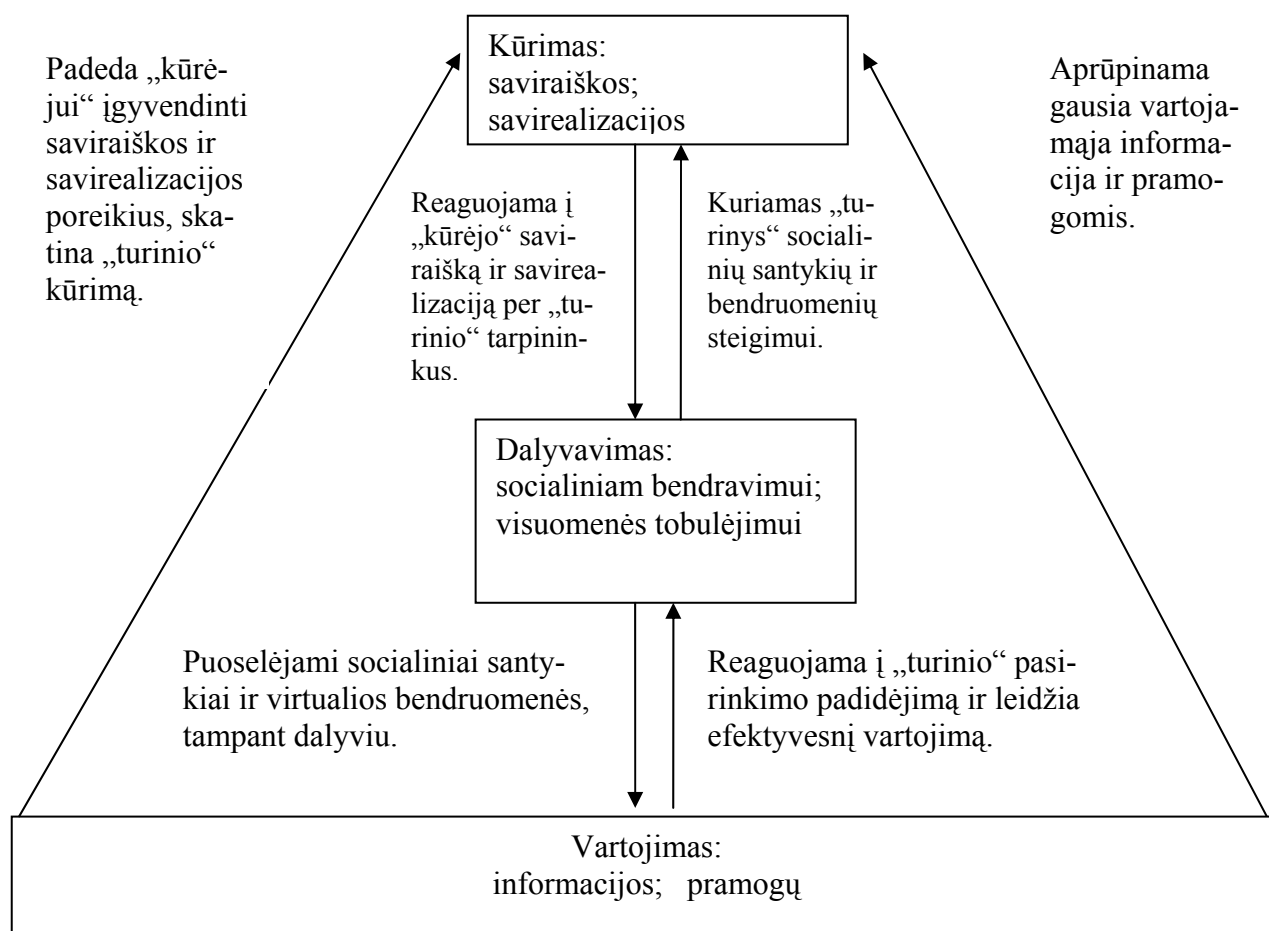 Kūrimas:
saviraiškos;
savirealizacijos
Padeda „kūrė-
jui“ įgyvendinti
saviraiškos ir
savirealizacijos
poreikius, ska-
tina „turinio“
kūrimą.
Aprūpinama
gausia vartoja-
mąja informa-
cija ir pramo-
gomis.
Reaguojama į
„kūrėjo“ savi-
raišką ir savirea-
lizaciją per „tu-
rinio“ tarpinin-
kus.
Kuriamas „tu-
rinys“ sociali-
nių santykių ir
bendruomenių
steigimui.
Dalyvavimas:
socialiniam bendravimui;
visuomenės tobulėjimui
Puoselėjami socialiniai santy-
kiai ir virtualios bendruomenės,
tampant dalyviu.
Reaguojama į „turinio“ pasi-
rinkimo padidėjimą ir leidžia
efektyvesnį vartojimą.
Vartojimas:
informacijos; pramogų